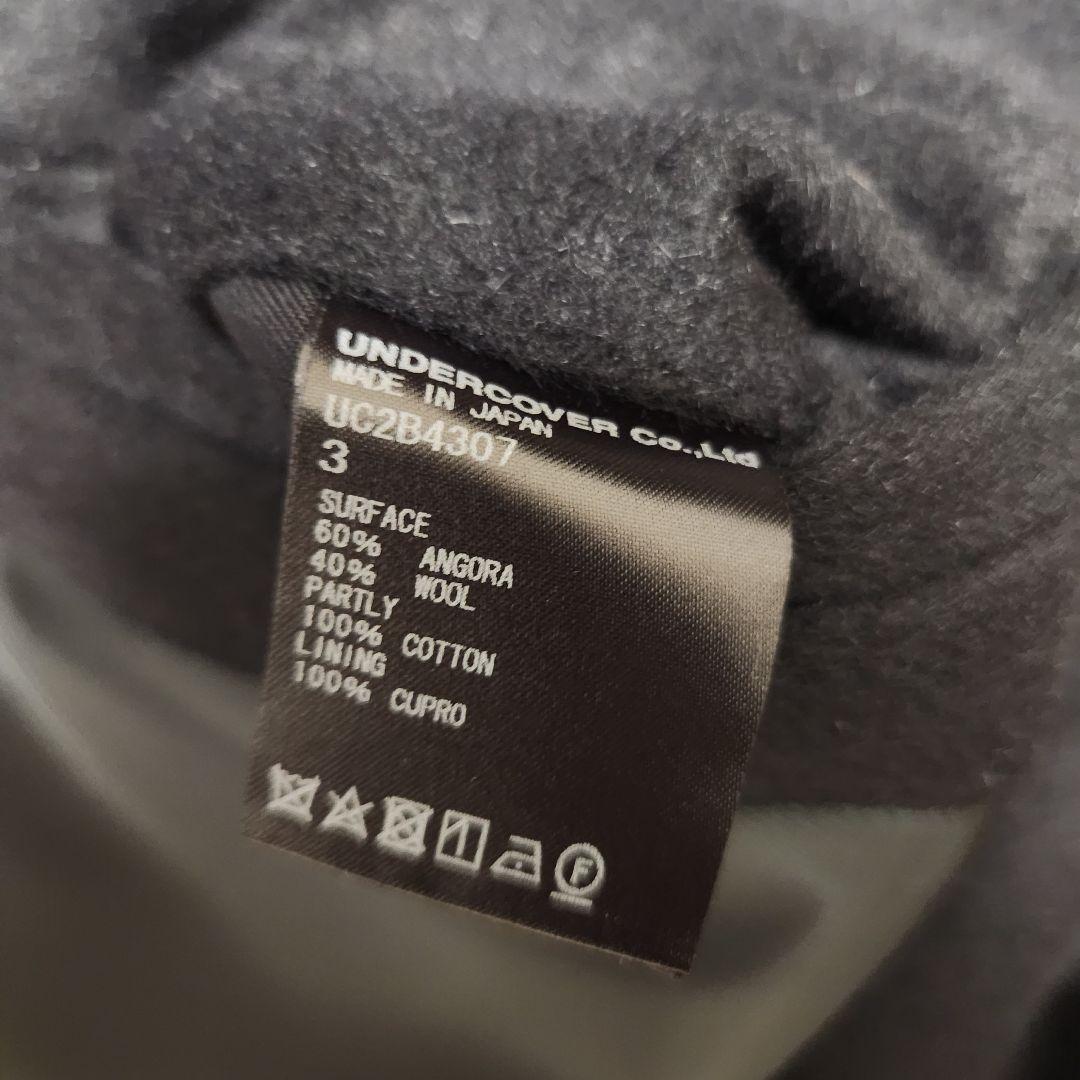 UNDERCOVER Co.,Ltd
MADE IN JAPAN
UC2B4307
3
SURFACE
60% ANGORA
40% WOOL
PARTLY
100% COTTON
LINING
100% CUPRO
F